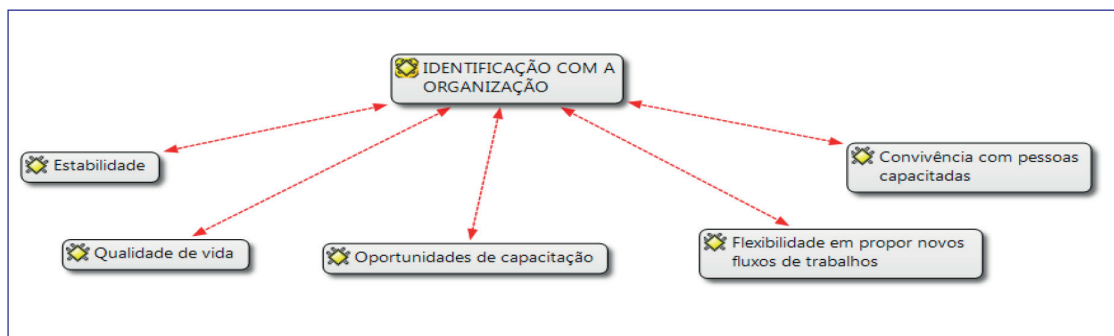 IDENTIFICAÇÃO COM A
ORGANIZAÇÃO
Estabilidade
Convivência com pessoas
capacitadas
Qualidade de vida
Oportunidades de capacitação
Flexibilidade em propor novos
fluxos de trabalhos